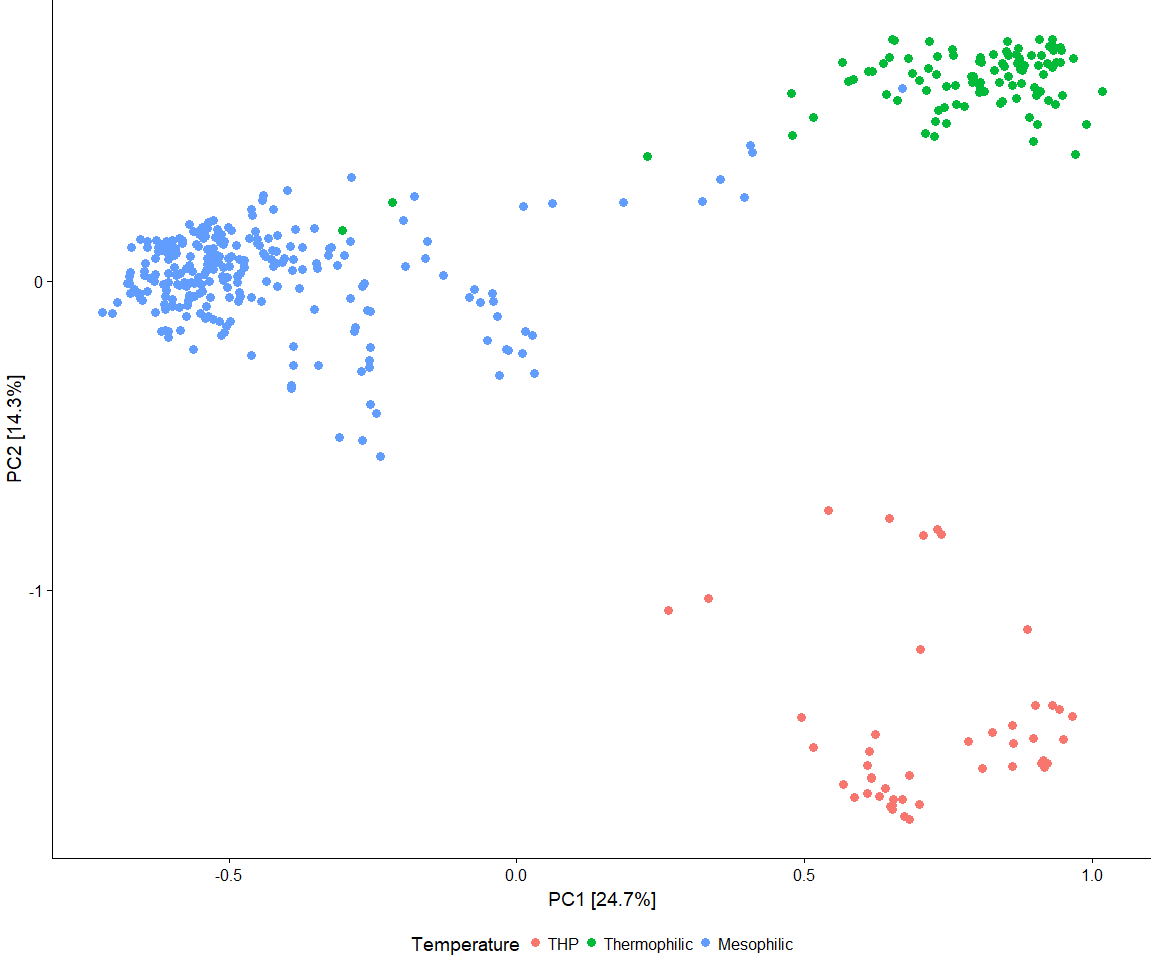 PC2 [14.3%]
0
-1
-0.5 0.0 0.5 1.0
PC1 [24.7%]
Temperature THP Thermophilic Mesophilic